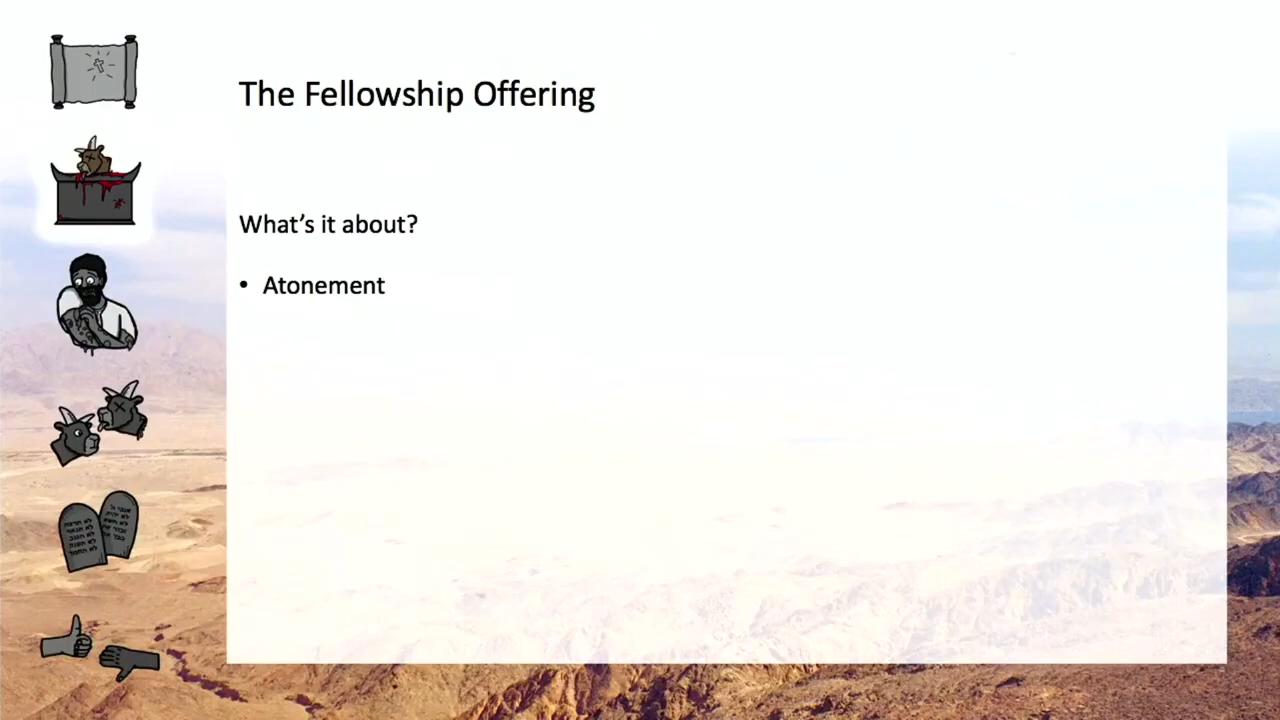 The Fellowship Offering
What’s it about?
• Atonement